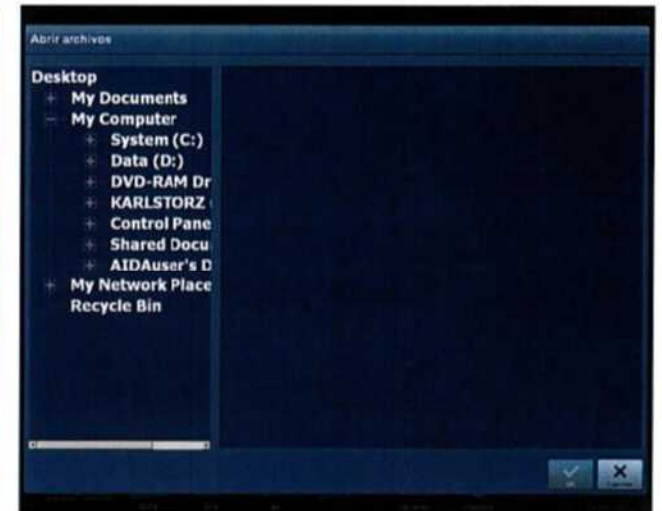 Abrir archivos
Desktop
My Documents
My Computer
System (C:)
Data (D:)
DVD-RAM Dr
KARLSTORZ
Control Pane
Shared Docu
AIDAuser's D
My Network Place
Recycle Bin